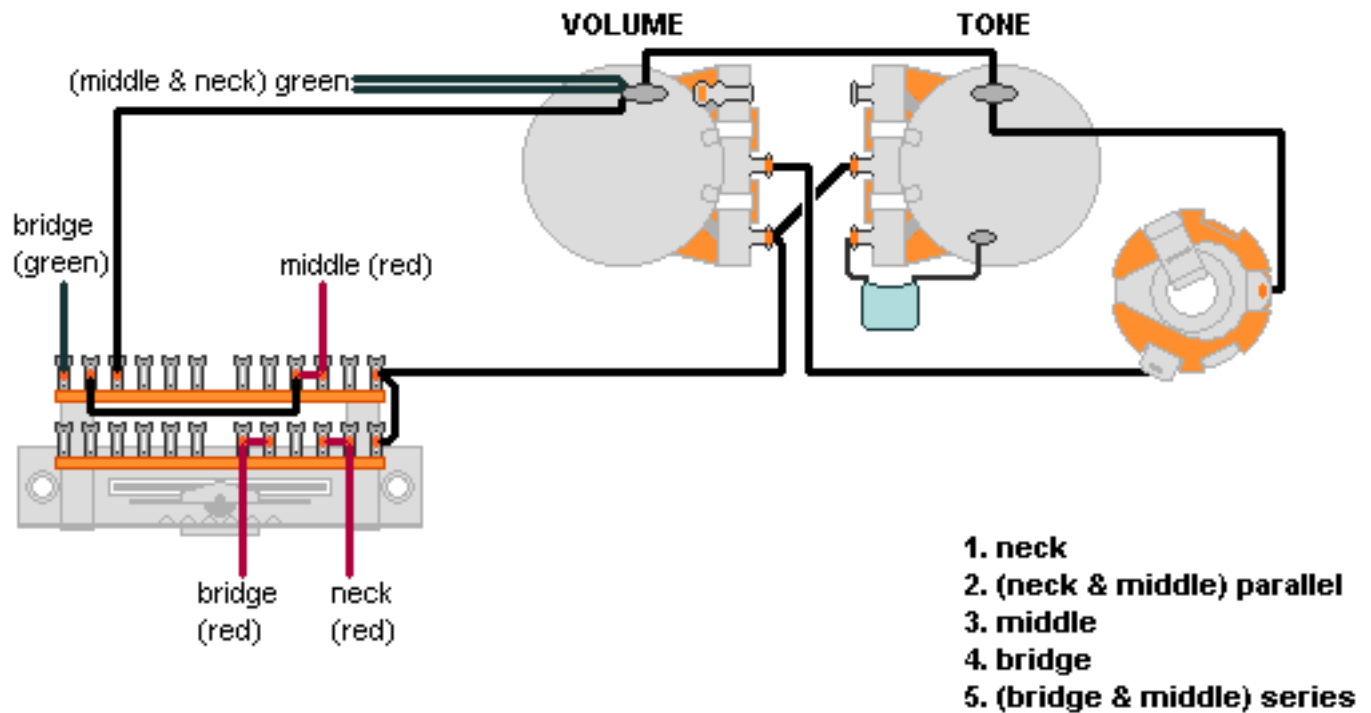 VOLUME
TONE
(middle & neck) green
bridge
(green)
middle (red)
bridge
(red)
neck
(red)
1. neck
2. (neck & middle) parallel
3. middle
4. bridge
5. (bridge & middle) series